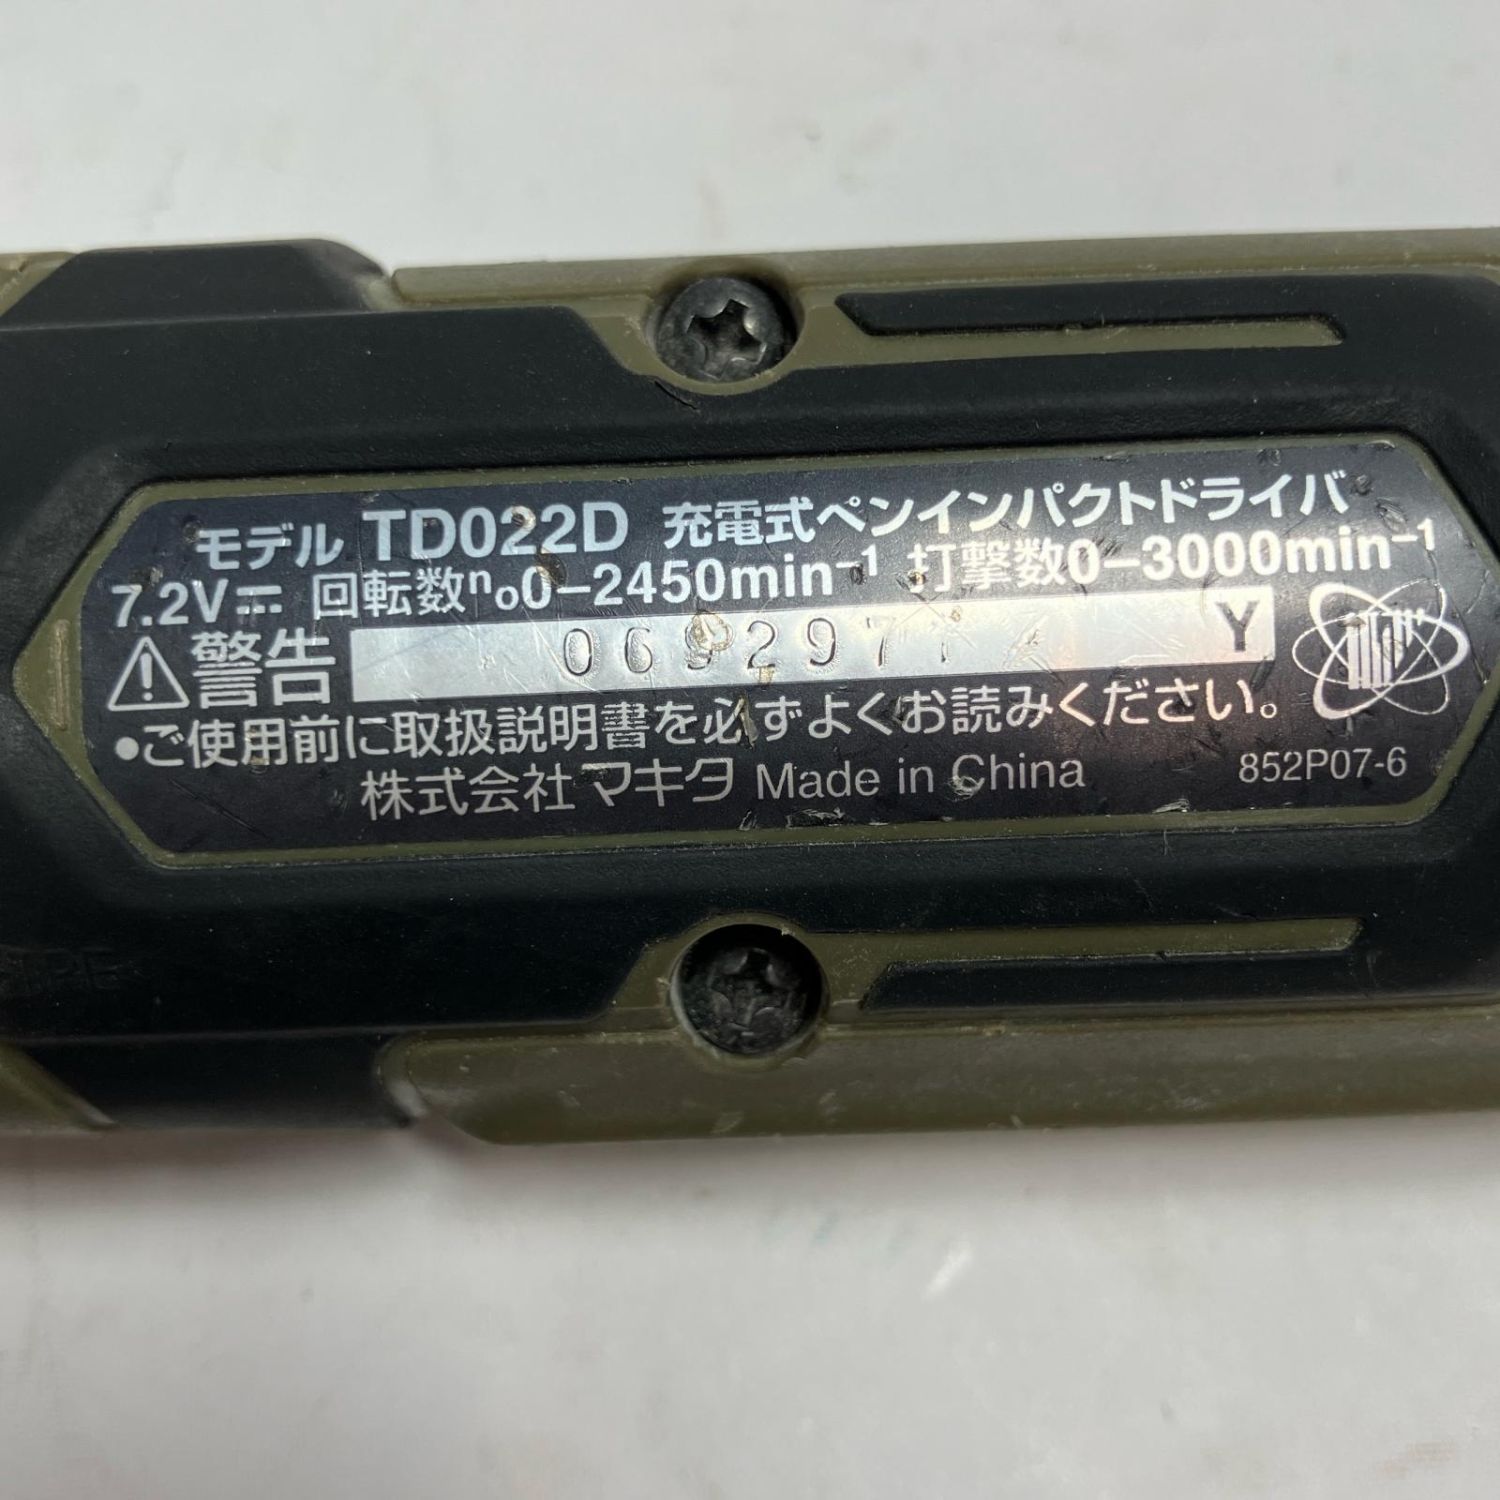 モデル TD022D 充電式ペンインパクトドライバ
7.2V⎓ 回転数n₀0-2450min⁻¹ 打撃数0-3000min⁻¹
⚠警告 Y
●ご使用前に取扱説明書を必ずよくお読みください。
株式会社マキタ Made in China 852P07-6